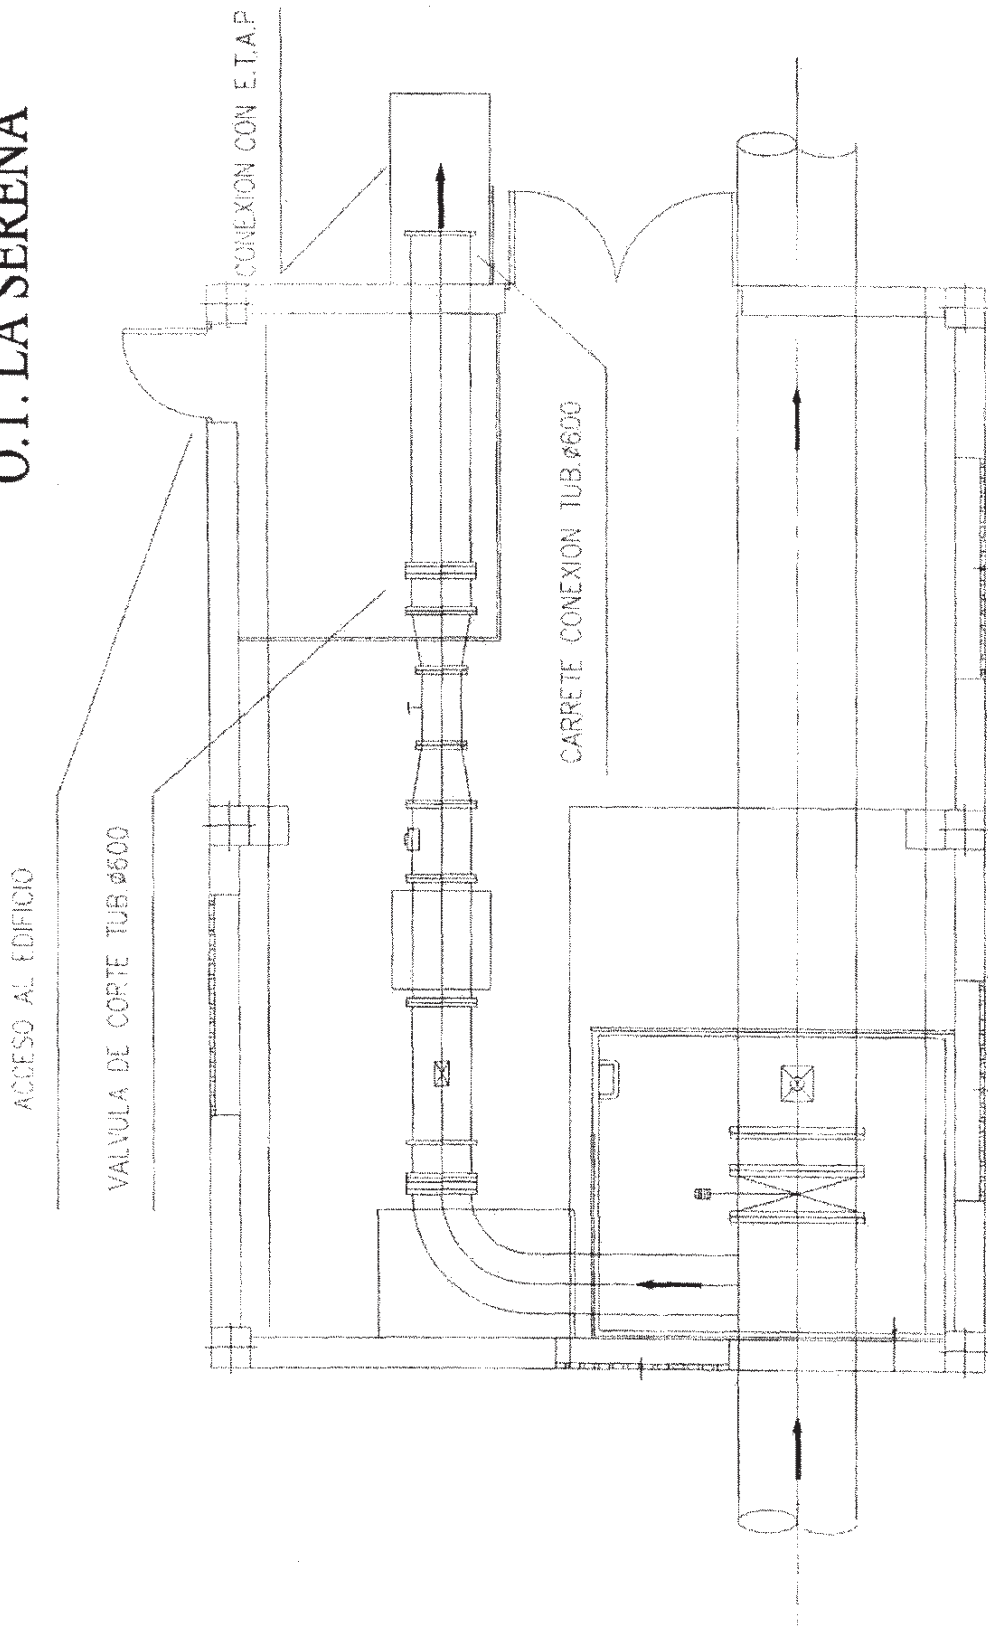 O.T. LA SERENA
ACCESO AL EDIFICIO
VALVULA DE CORTE TUB.ø600
CONEXION CON E.T.A.P
CARRETE CONEXION TUB.ø600